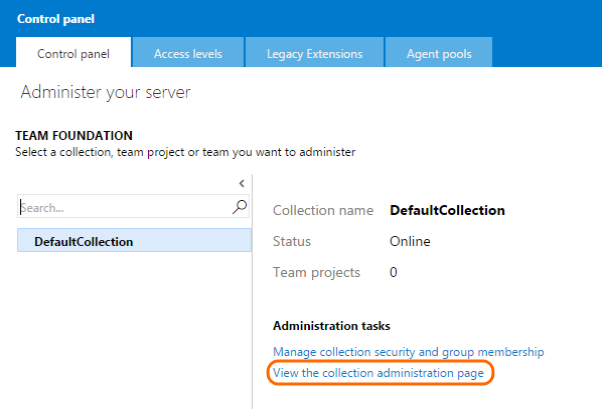 Control panel
Control panel Access levels Legacy Extensions Agent pools
Administer your server
TEAM FOUNDATION
Select a collection, team project or team you want to administer
Search...
DefaultCollection
Collection name DefaultCollection
Status Online
Team projects 0
Administration tasks
Manage collection security and group membership
View the collection administration page